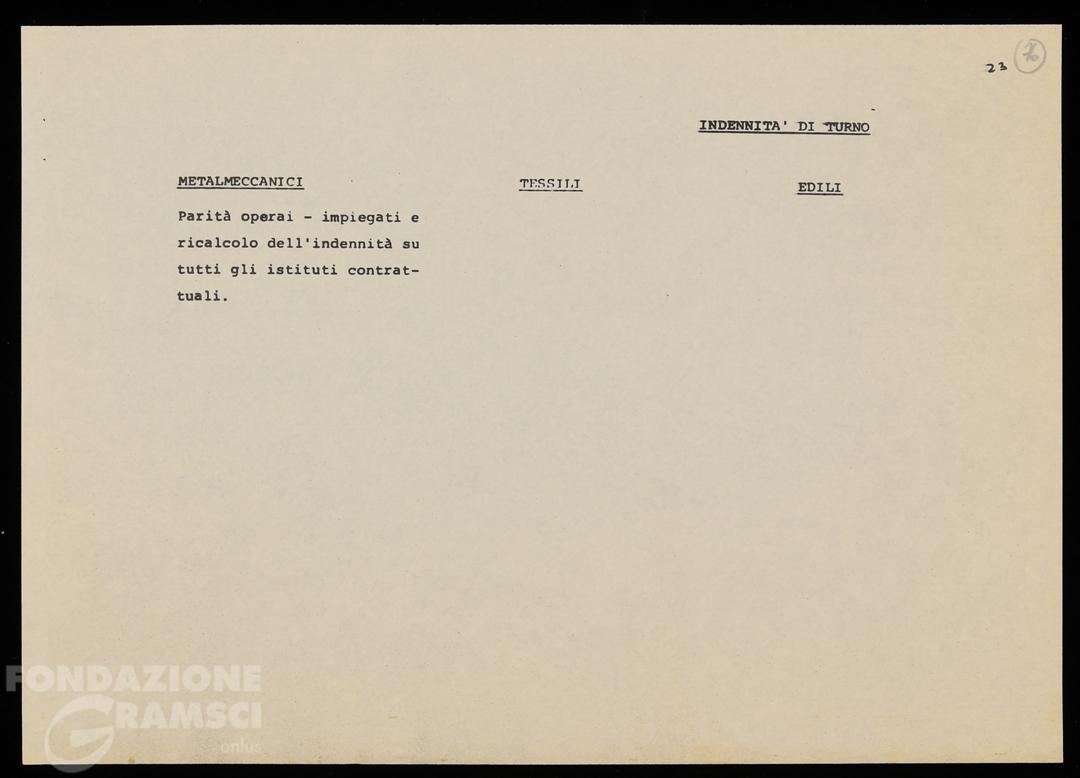 23
INDENNITA' DI TURNO
METALMECCANICI
TESSILI
EDILI
Parità operai - impiegati e
ricalcolo dell'indennità su
tutti gli istituti contrat-
tuali.
FONDAZIONE
GRAMSCI
onlus